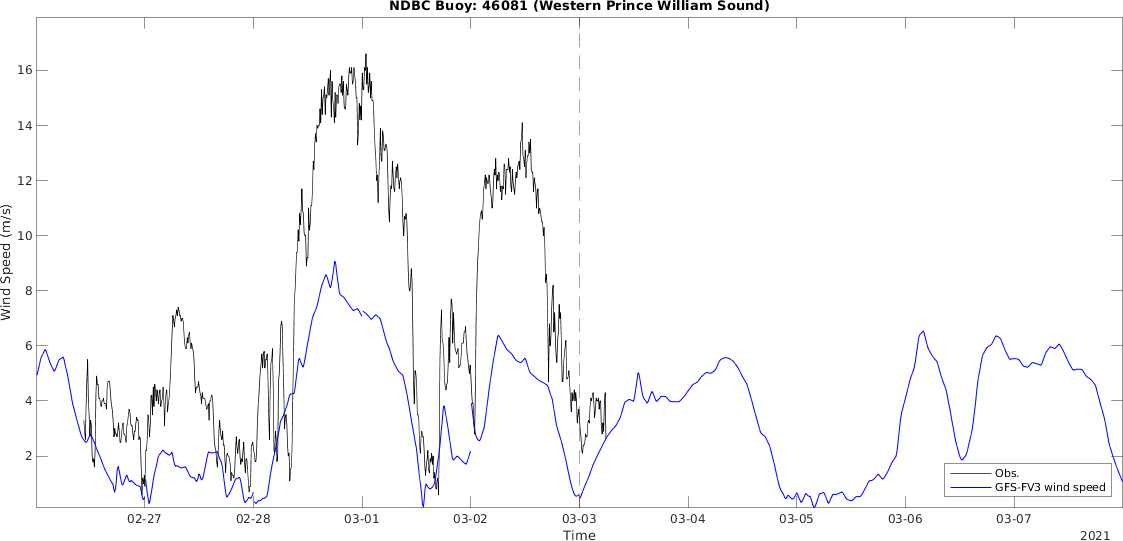 NDBC Buoy: 46081 (Western Prince William Sound)
Wind Speed (m/s)
16
14
12
10
8
6
4
2
Obs.
GFS-FV3 wind speed
02-27 02-28 03-01 03-02 03-03 03-04 03-05 03-06 03-07
Time
2021